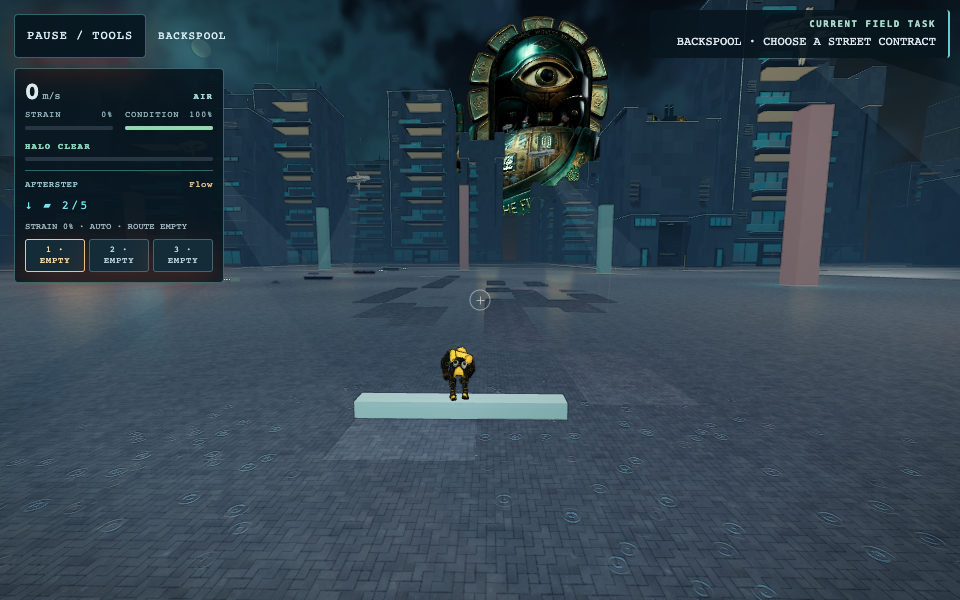 PAUSE / TOOLS
BACKSPOOL
CURRENT FIELD TASK
BACKSPOOL • CHOOSE A STREET CONTRACT
0 m/s
AIR
STRAIN 0%
CONDITION 100%
HALO CLEAR
AFTERSTEP
Flow
↓ ▰ 2/5
STRAIN 0% • AUTO • ROUTE EMPTY
1 •
EMPTY
2 •
EMPTY
3 •
EMPTY